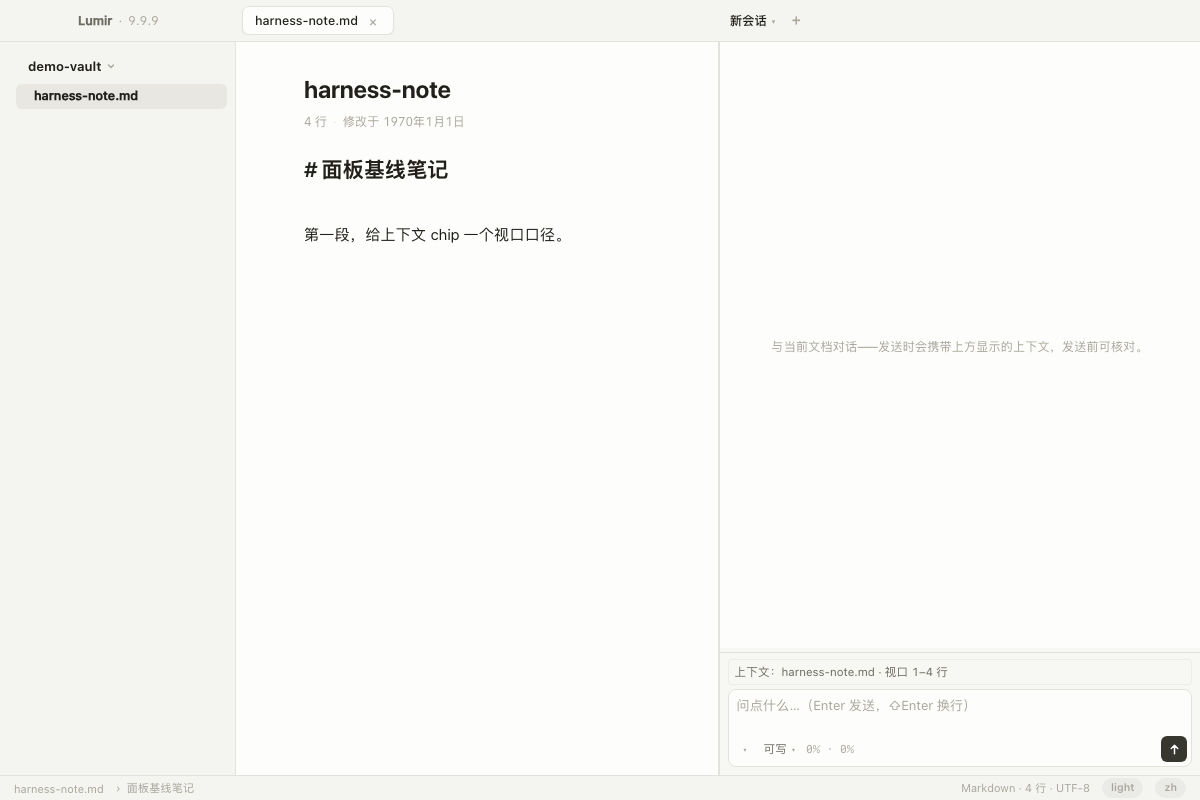 Lumir · 9.9.9
harness-note.md ×
新会话 +
demo-vault
harness-note.md
harness-note
4 行 · 修改于 1970年1月1日
# 面板基线笔记
第一段，给上下文 chip 一个视口口径。
与当前文档对话——发送时会携带上方显示的上下文，发送前可核对。
上下文：harness-note.md · 视口 1–4 行
问点什么…（Enter 发送，⇧Enter 换行）
可写 0% · 0%
harness-note.md › 面板基线笔记
Markdown · 4 行 · UTF-8 light zh